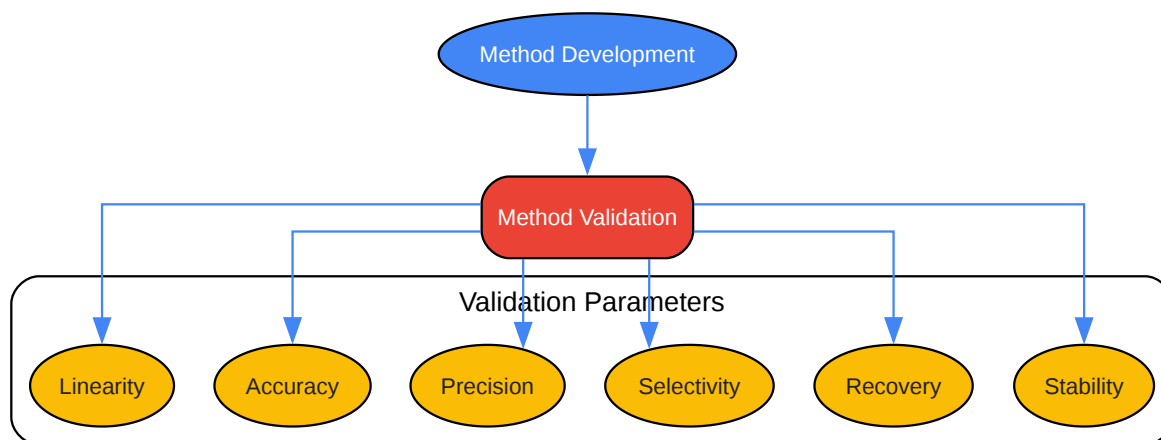 Method Development
Method Validation
Validation Parameters
Linearity
Accuracy
Precision
Selectivity
Recovery
Stability